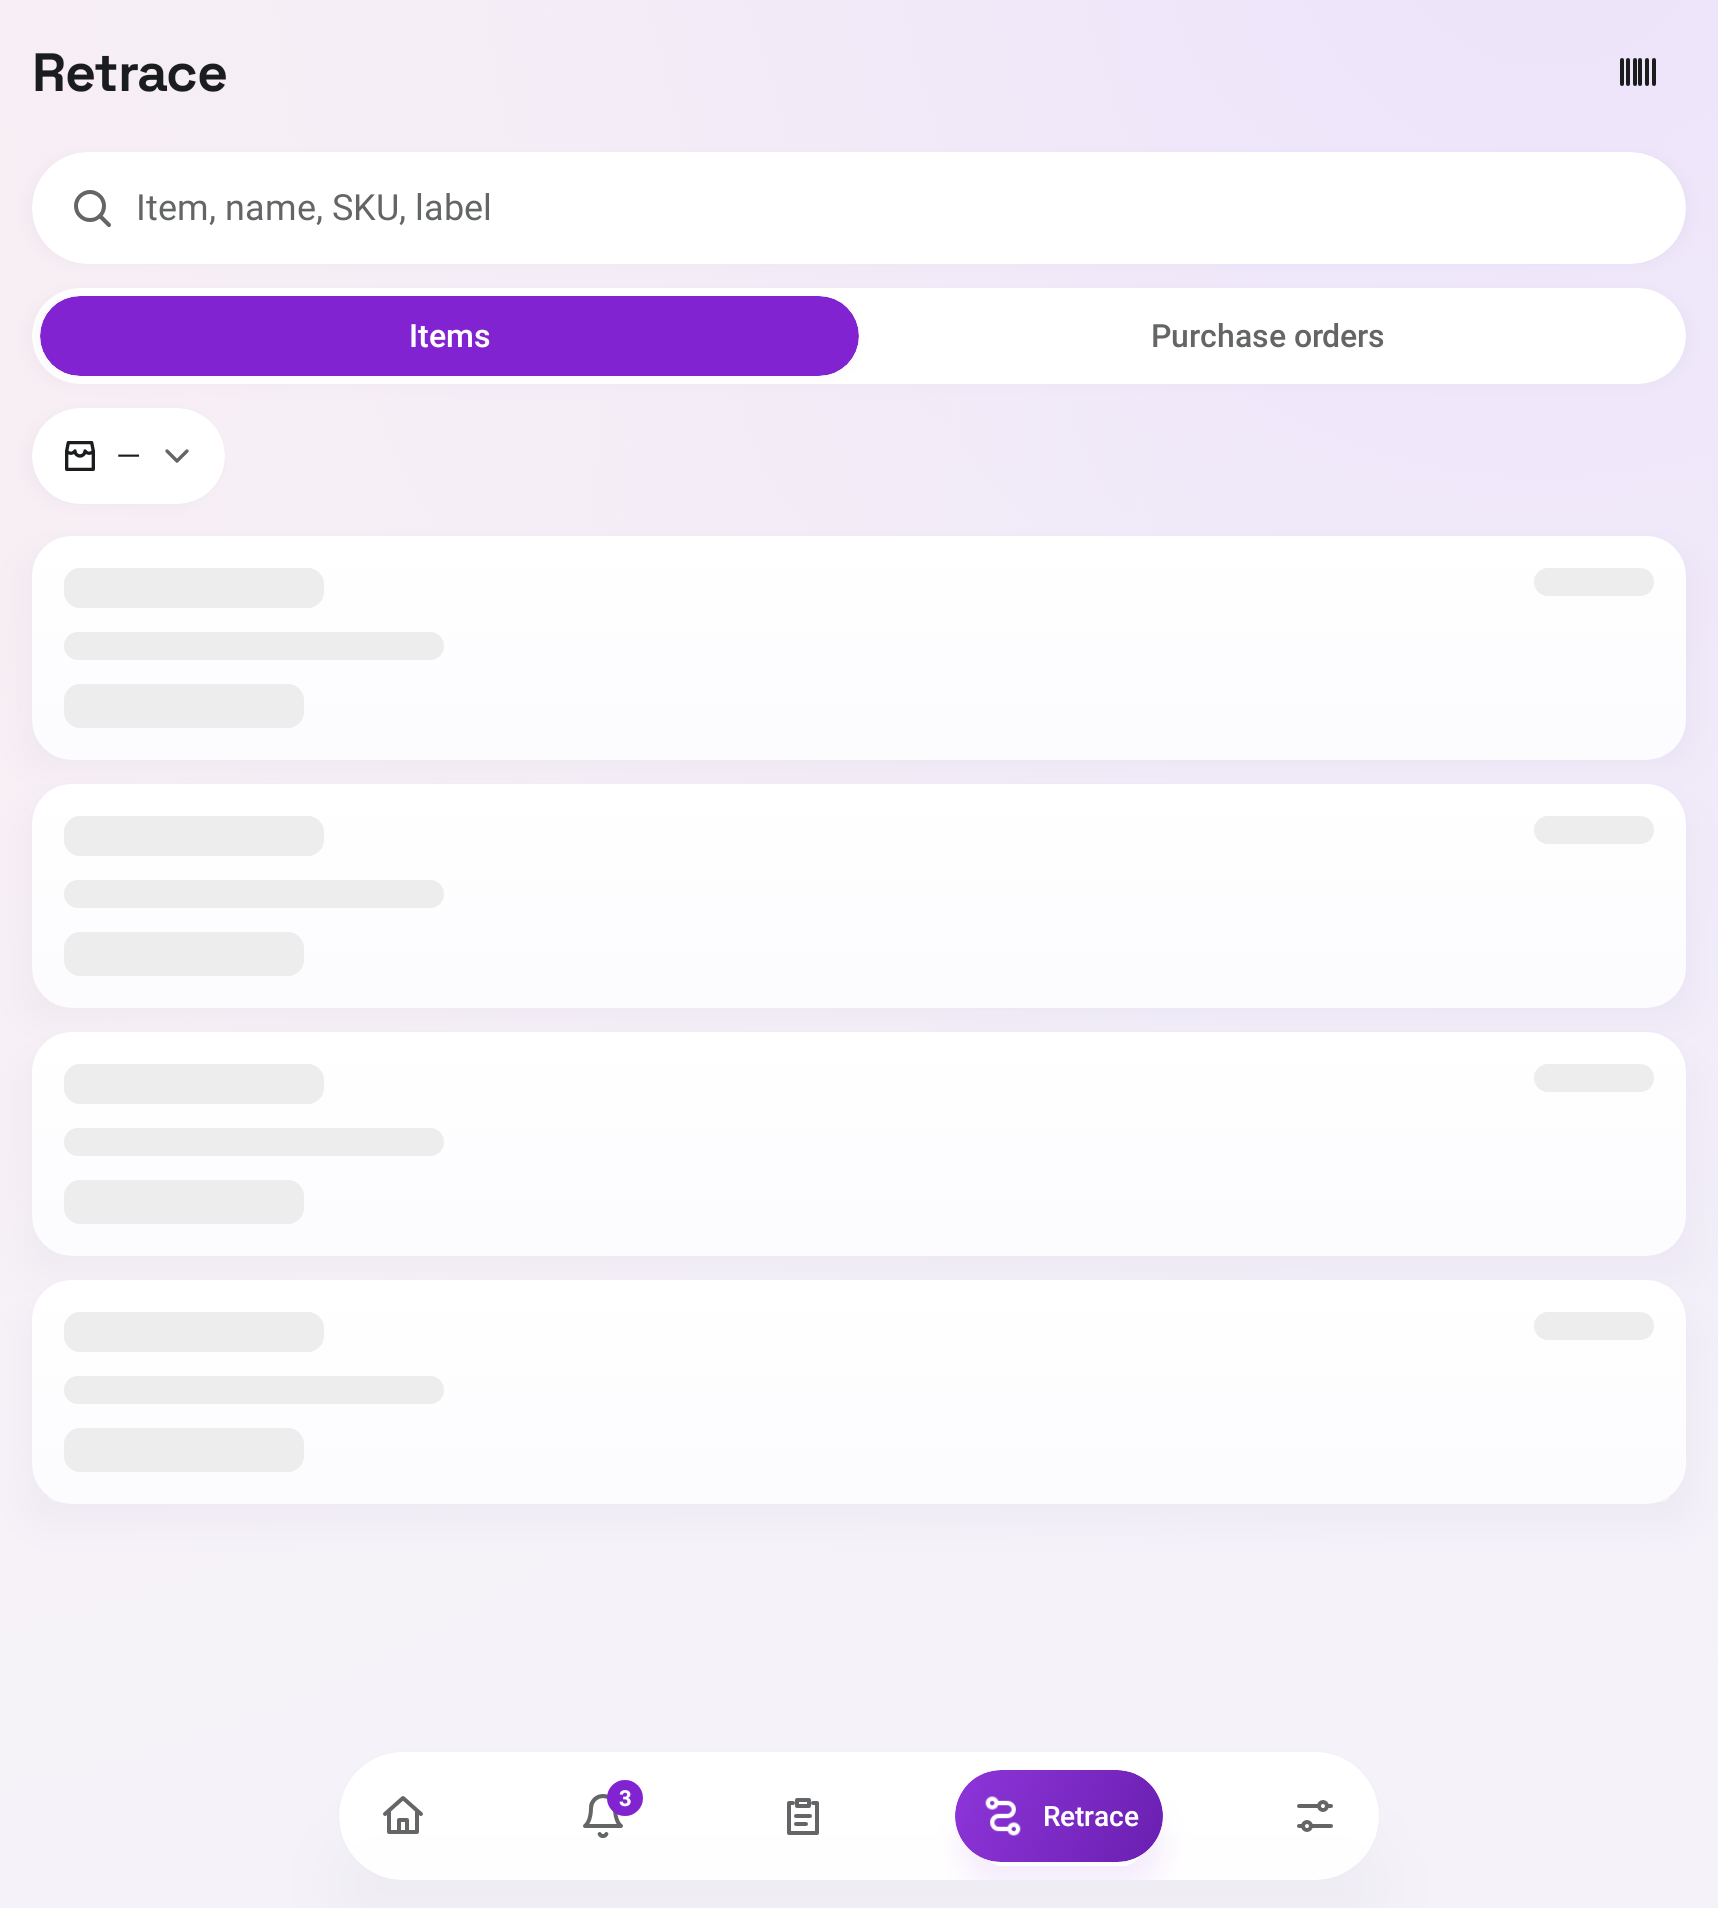 Retrace
Item, name, SKU, label
Items
Purchase orders
–
3
Retrace